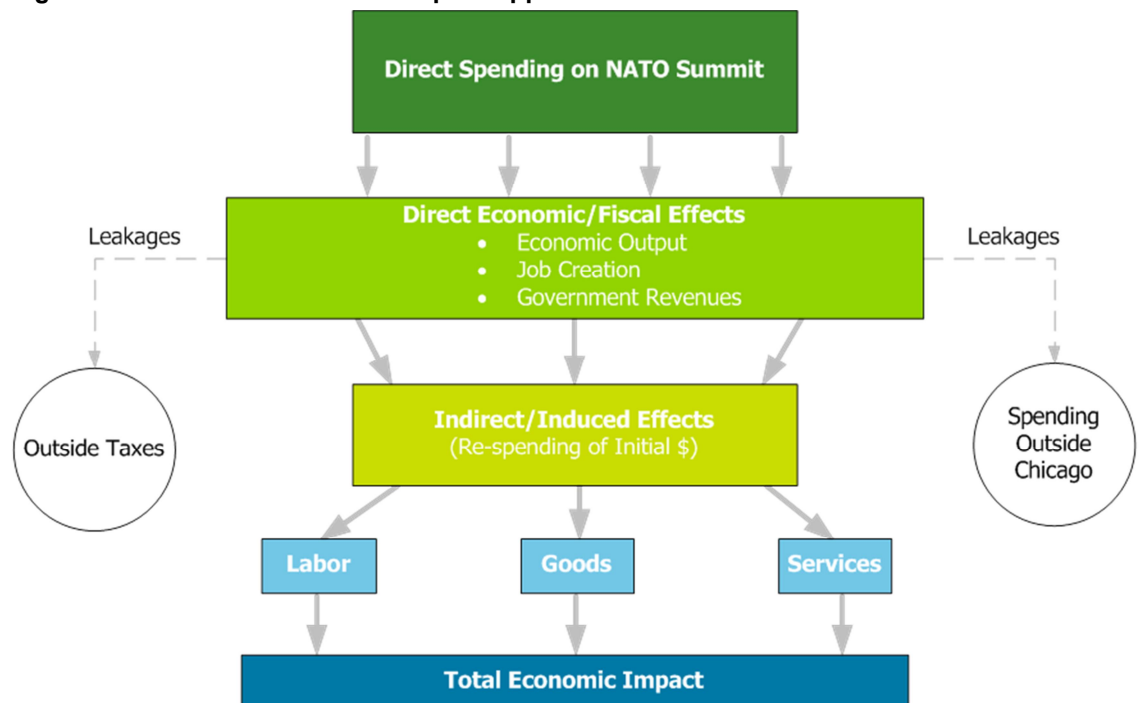 Direct Spending on NATO Summit
Direct Economic/Fiscal Effects
• Economic Output
• Job Creation
• Government Revenues
Leakages
Leakages
Outside Taxes
Spending
Outside
Chicago
Indirect/Induced Effects
(Re-spending of Initial $)
Labor
Goods
Services
Total Economic Impact